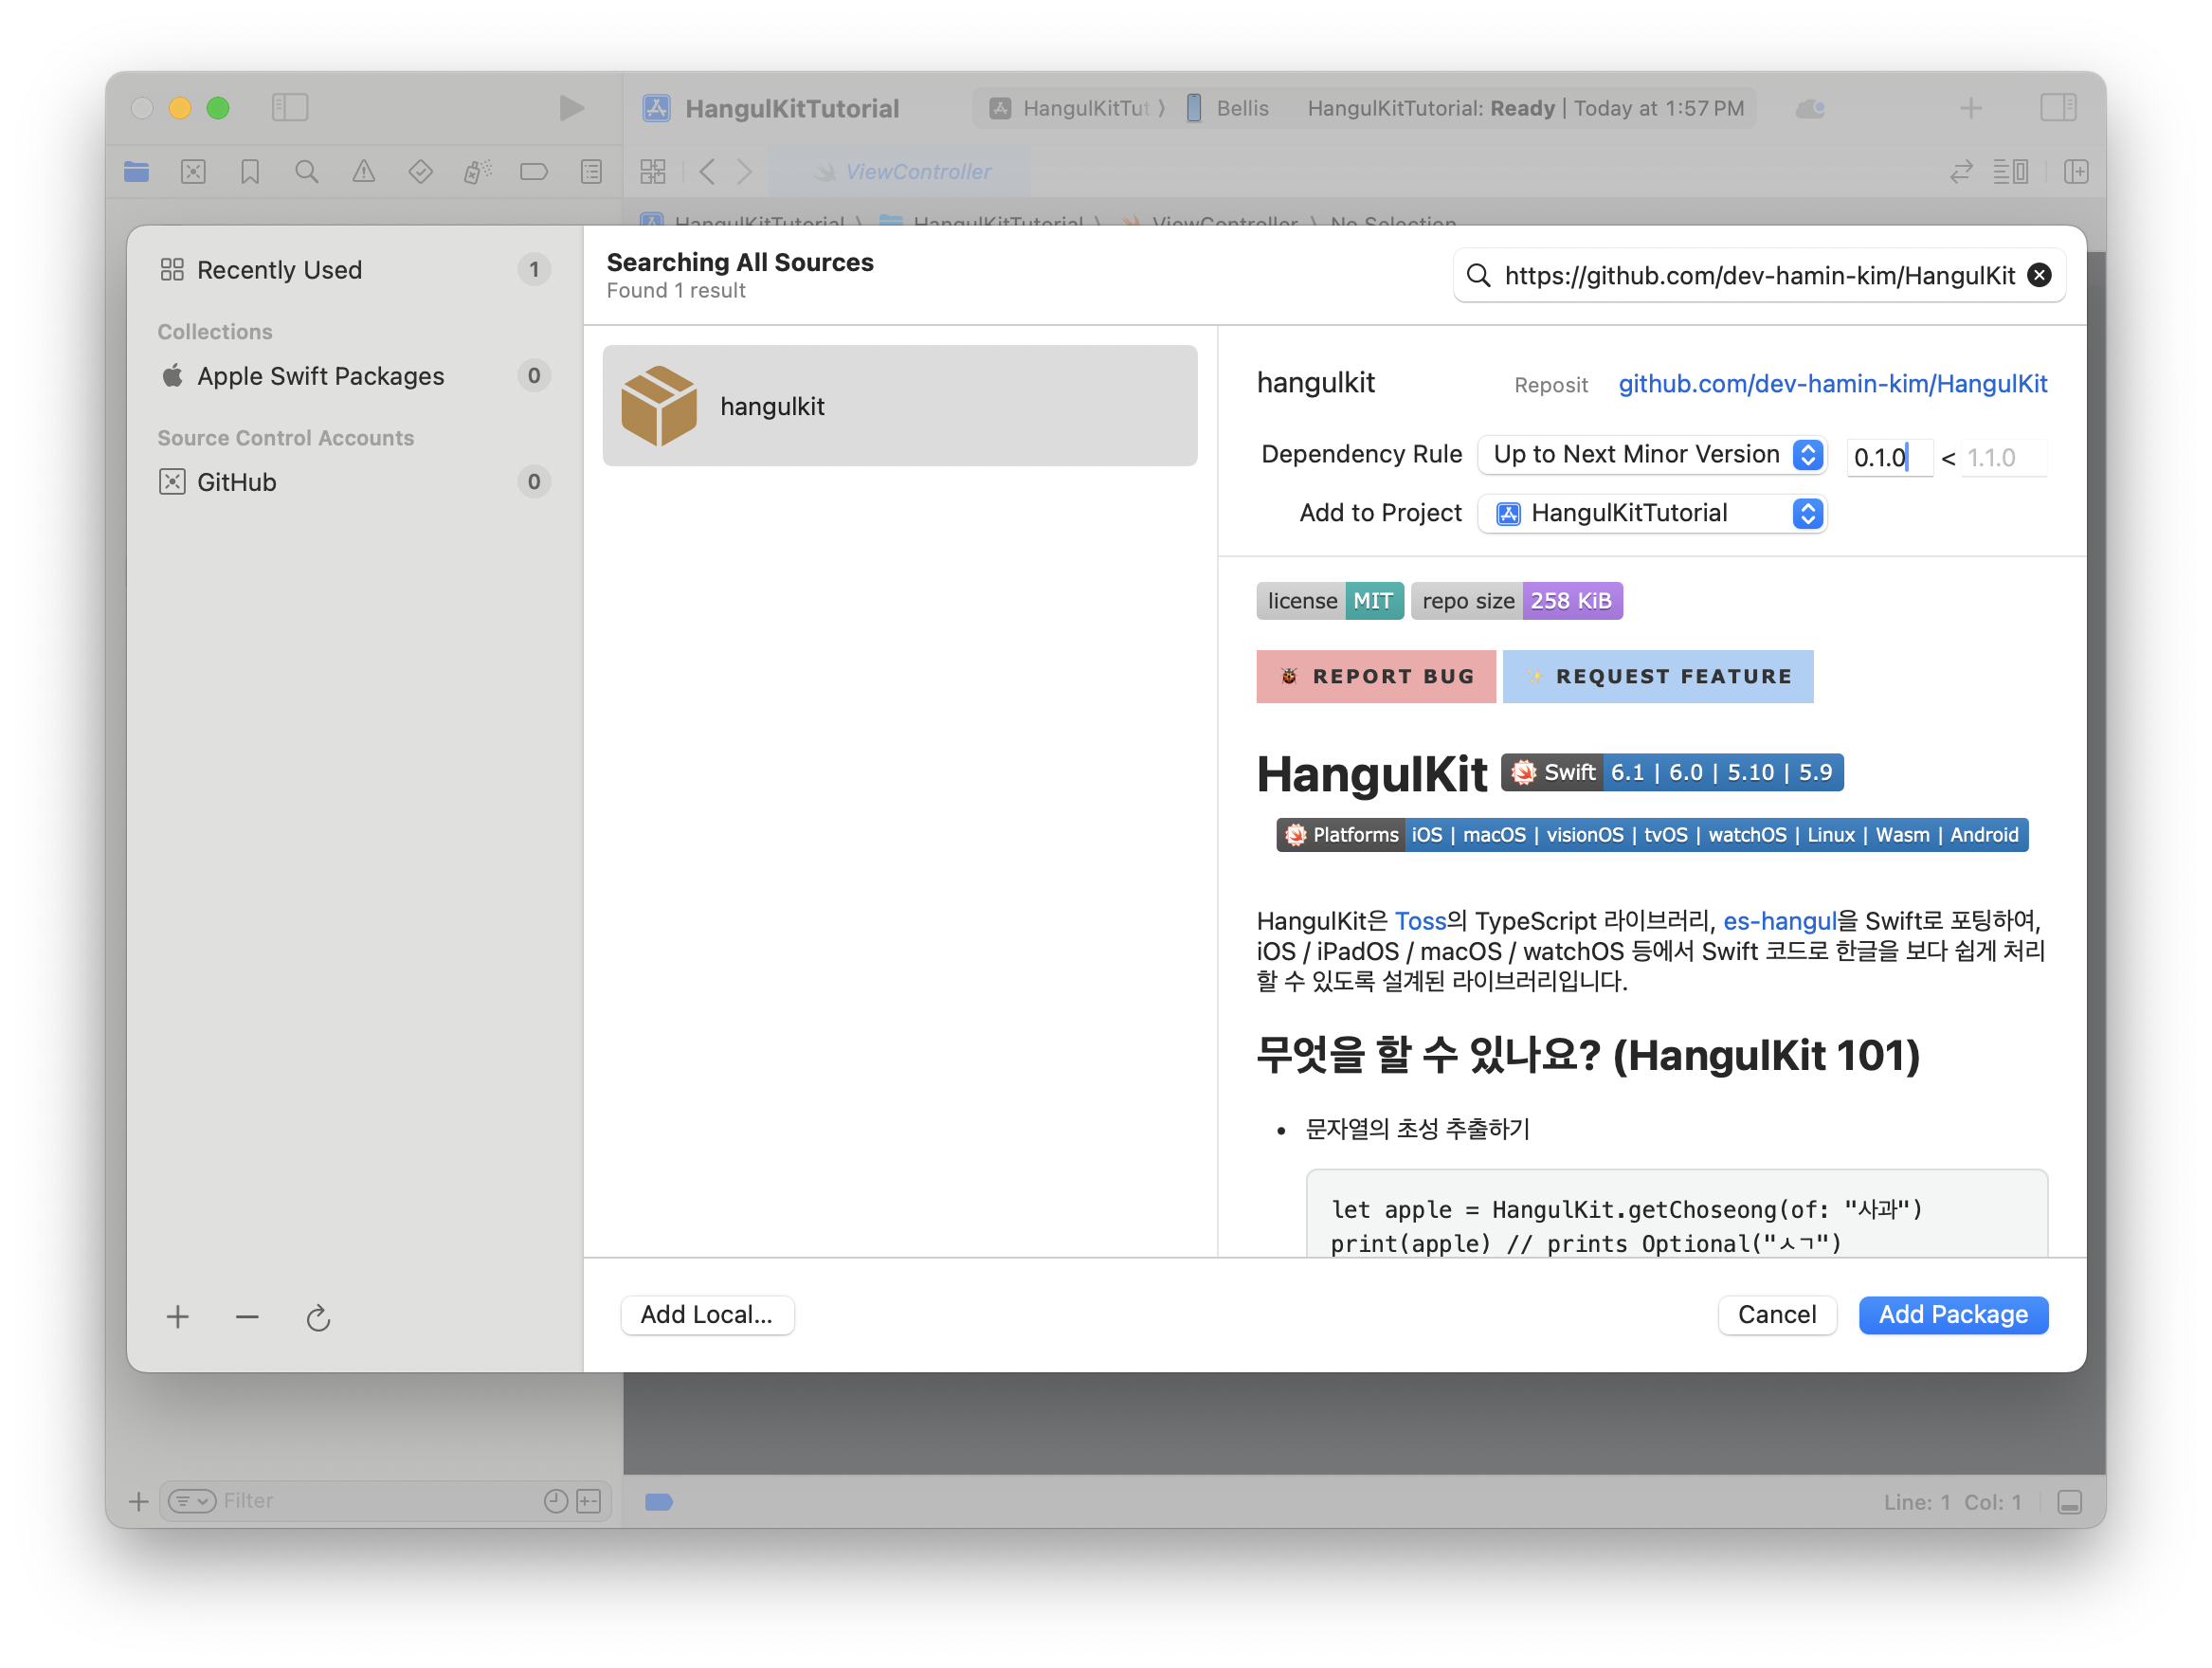 HangulKitTutorial
HangulKitTut
Bellis
HangulKitTutorial: Ready | Today at 1:57 PM
ViewController
HangulKitTutorial
HangulKitTutorial
ViewController
No Selection
Recently Used
1
Collections
Apple Swift Packages
0
Source Control Accounts
GitHub
0
Searching All Sources
Found 1 result
https://github.com/dev-hamin-kim/HangulKit
hangulkit
hangulkit
Reposit
github.com/dev-hamin-kim/HangulKit
Dependency Rule
Up to Next Minor Version
0.1.0 < 1.1.0
Add to Project
HangulKitTutorial
license MIT
repo size 258 KiB
REPORT BUG
REQUEST FEATURE
HangulKit
Swift 6.1 | 6.0 | 5.10 | 5.9
Platforms iOS | macOS | visionOS | tvOS | watchOS | Linux | Wasm | Android
HangulKit은 Toss의 TypeScript 라이브러리, es-hangul을 Swift로 포팅하여,
iOS / iPadOS / macOS / watchOS 등에서 Swift 코드로 한글을 보다 쉽게 처리
할 수 있도록 설계된 라이브러리입니다.
무엇을 할 수 있나요? (HangulKit 101)
• 문자열의 초성 추출하기
let apple = HangulKit.getChoseong(of: "사과")
print(apple) // prints Optional("ㅅㄱ")
Add Local...
Cancel
Add Package
Filter
Line: 1 Col: 1